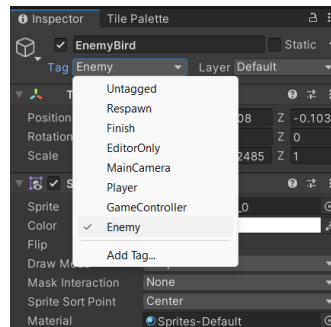 Inspector Tile Palette
EnemyBird Static
Tag Enemy Layer Default
Untagged
Respawn
Finish
EditorOnly
MainCamera
Player
GameController
Enemy
Add Tag...
T
Position 08 Z -0.103
Rotation Z 0
Scale 2485 Z 1
S
Sprite _0
Color
Flip
Draw Mo
Mask Interaction None
Sprite Sort Point Center
Material Sprites-Default